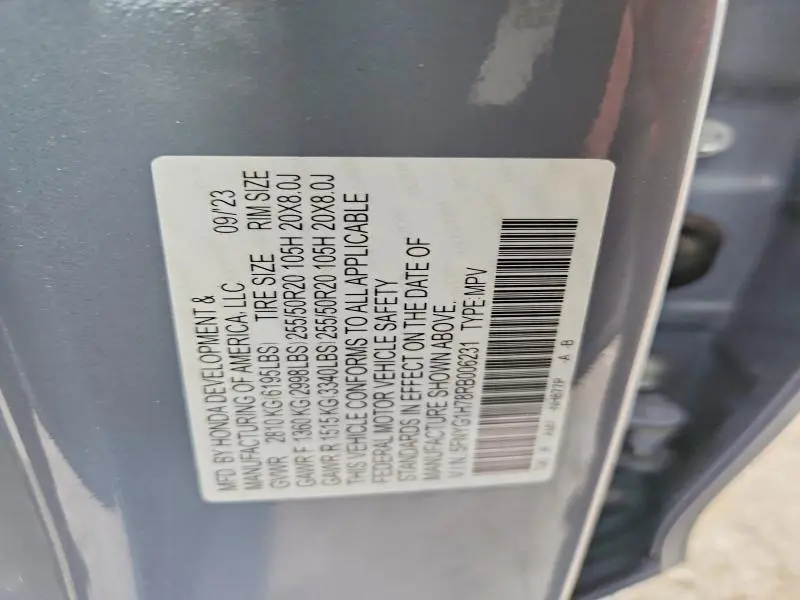 MFD. BY HONDA DEVELOPMENT &
MANUFACTURING OF AMERICA, LLC 09/'23
GVWR 2810 KG(6195LBS) TIRE SIZE RIM SIZE
GAWR F 1360 KG(2998LBS) 255/50R20 105H 20X8.0J
GAWR R 1515 KG(3340LBS) 255/50R20 105H 20X8.0J
THIS VEHICLE CONFORMS TO ALL APPLICABLE
FEDERAL MOTOR VEHICLE SAFETY
STANDARDS IN EFFECT ON THE DATE OF
MANUFACTURE SHOWN ABOVE.
V.I.N.: 5FNYG1H78RB006231 TYPE:MPV
-A -B